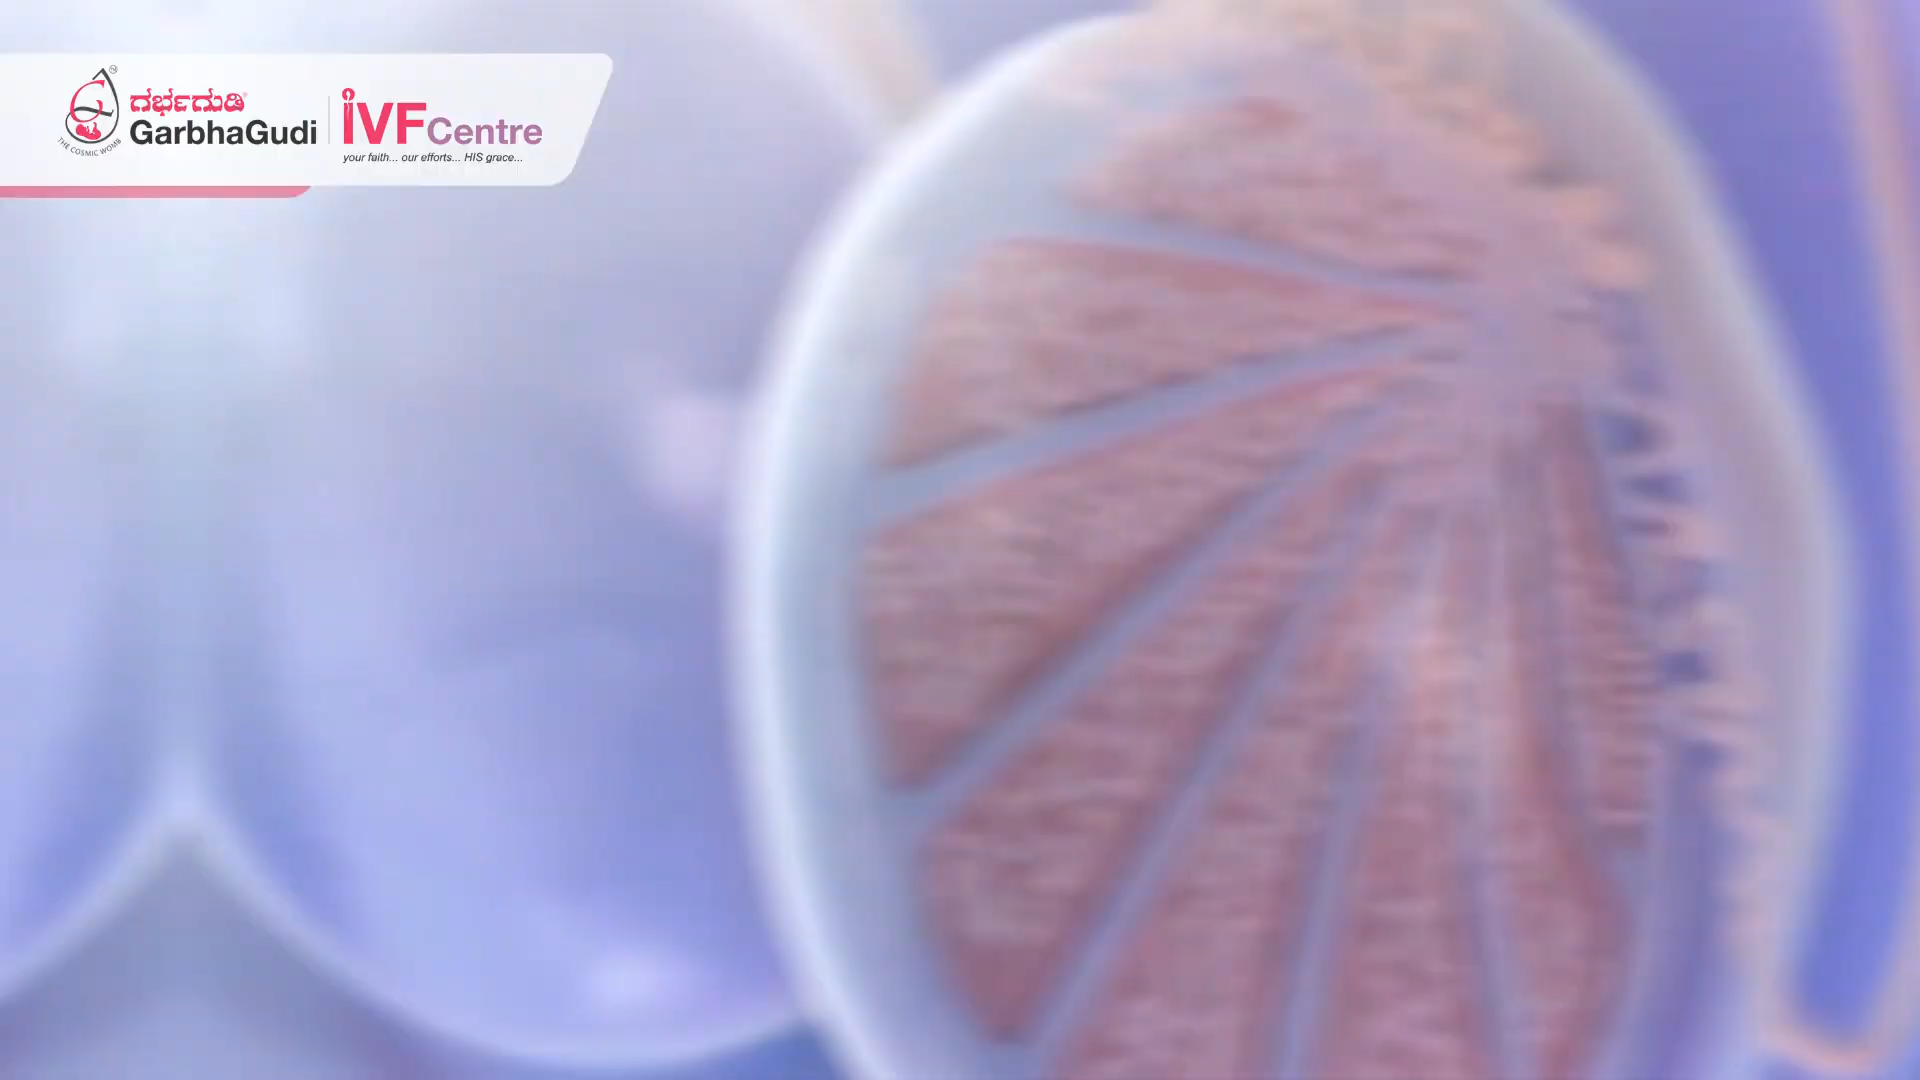 ಗರ್ಭಗುಡಿ
GarbhaGudi
THE COSMIC WOMB
iVF Centre
your faith... our efforts... HIS grace...